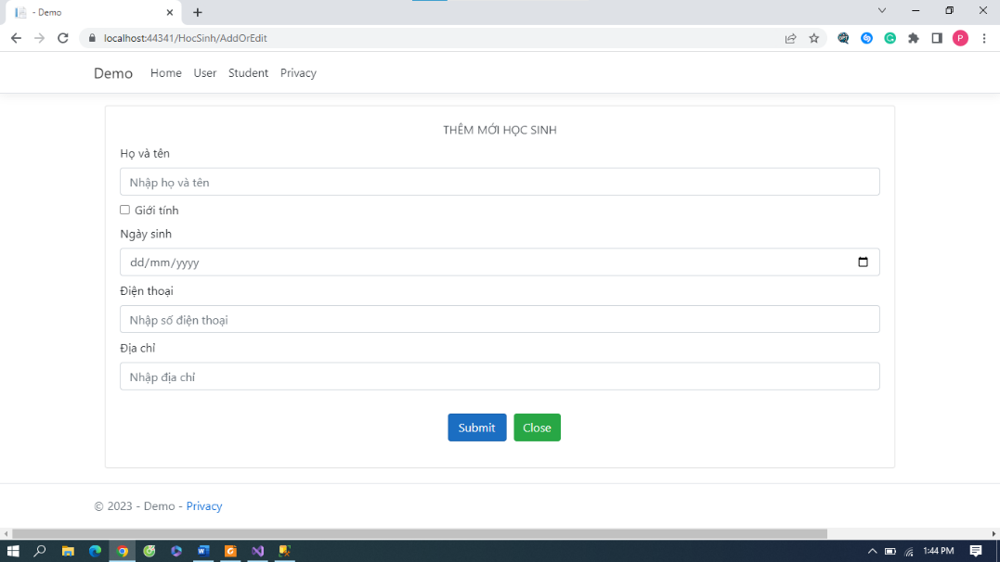 - Demo
localhost:44341/HocSinh/AddOrEdit
P
Demo Home User Student Privacy
THÊM MỚI HỌC SINH
Họ và tên
Nhập họ và tên
Giới tính
Ngày sinh
dd/mm/yyyy
Điện thoại
Nhập số điện thoại
Địa chỉ
Nhập địa chỉ
Submit Close
© 2023 - Demo - Privacy
1:44 PM